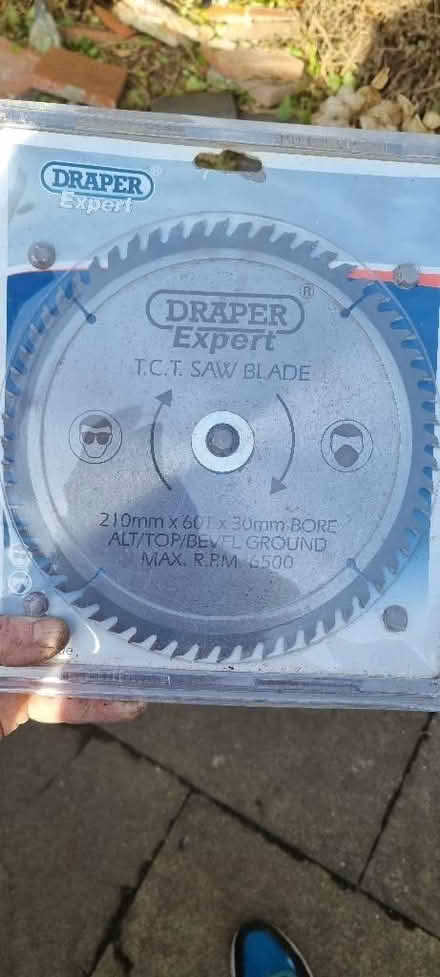 DRAPER®
Expert
DRAPER®
Expert
T.C.T. SAW BLADE
210mm x 60T x 30mm BORE
ALT/TOP/BEVEL GROUND
MAX. R.P.M. 6500